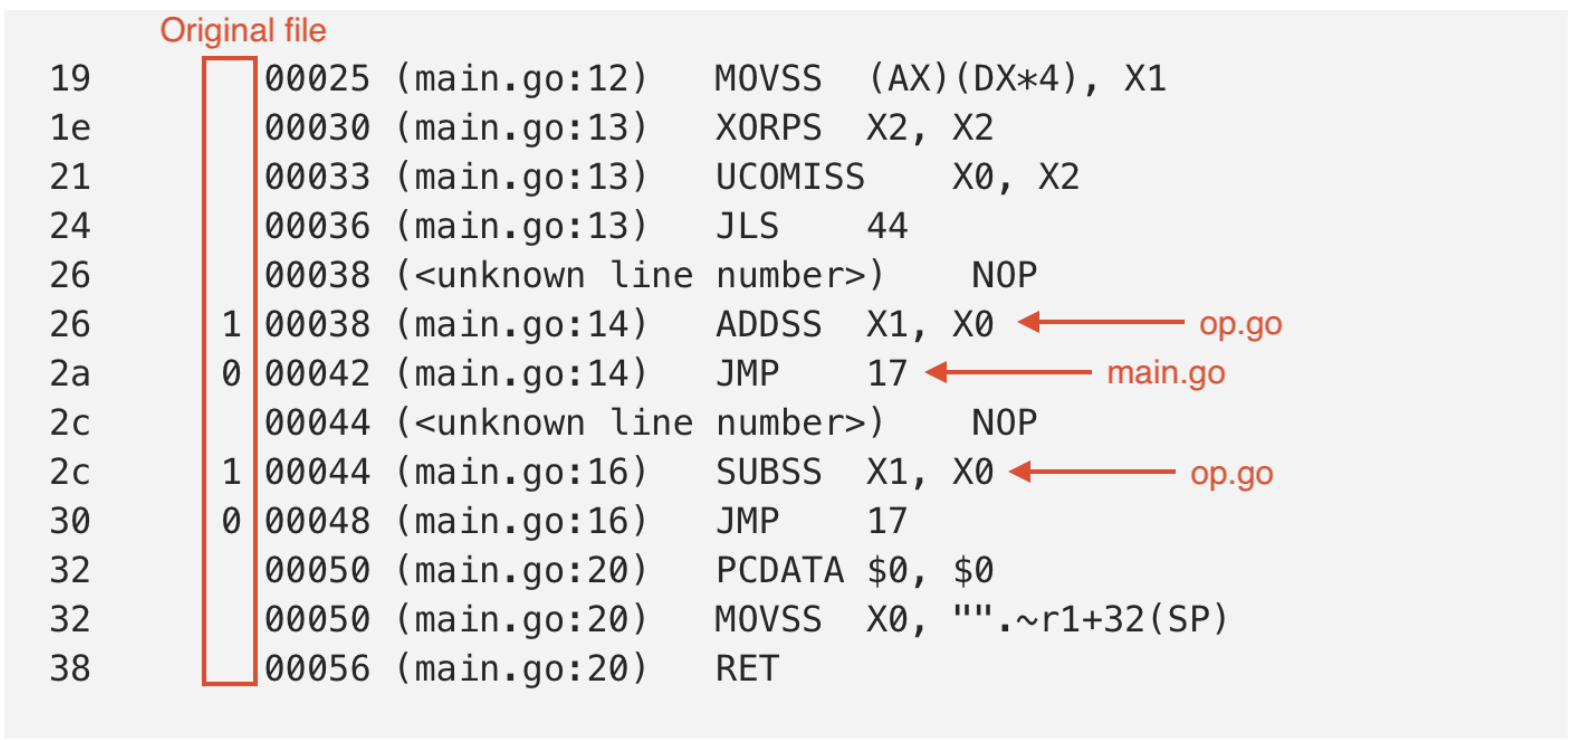 Original file
19 00025 (main.go:12) MOVSS (AX)(DX*4), X1
1e 00030 (main.go:13) XORPS X2, X2
21 00033 (main.go:13) UCOMISS X0, X2
24 00036 (main.go:13) JLS 44
26 00038 (<unknown line number>) NOP
26 1 00038 (main.go:14) ADDSS X1, X0 op.go
2a 0 00042 (main.go:14) JMP 17 main.go
2c 00044 (<unknown line number>) NOP
2c 1 00044 (main.go:16) SUBSS X1, X0 op.go
30 0 00048 (main.go:16) JMP 17
32 00050 (main.go:20) PCDATA $0, $0
32 00050 (main.go:20) MOVSS X0, "".~r1+32(SP)
38 00056 (main.go:20) RET